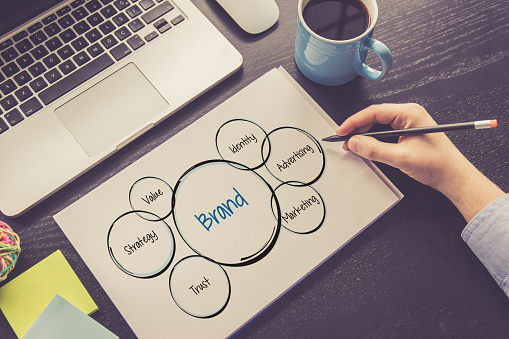 Identity
Advertising
Value
Brand
Marketing
Strategy
Trust